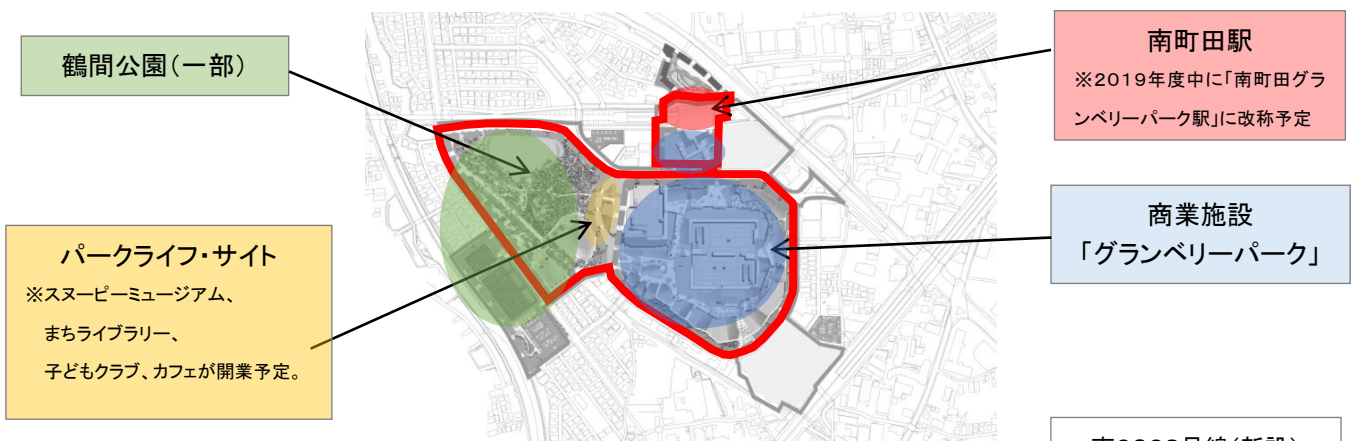 鶴間公園(一部)
パークライフ・サイト
※スヌーピーミュージアム、
まちライブラリー、
子どもクラブ、カフェが開業予定。
南町田駅
※2019年度中に「南町田グラ
ンベリーパーク駅」に改称予定
商業施設
「グランベリーパーク」